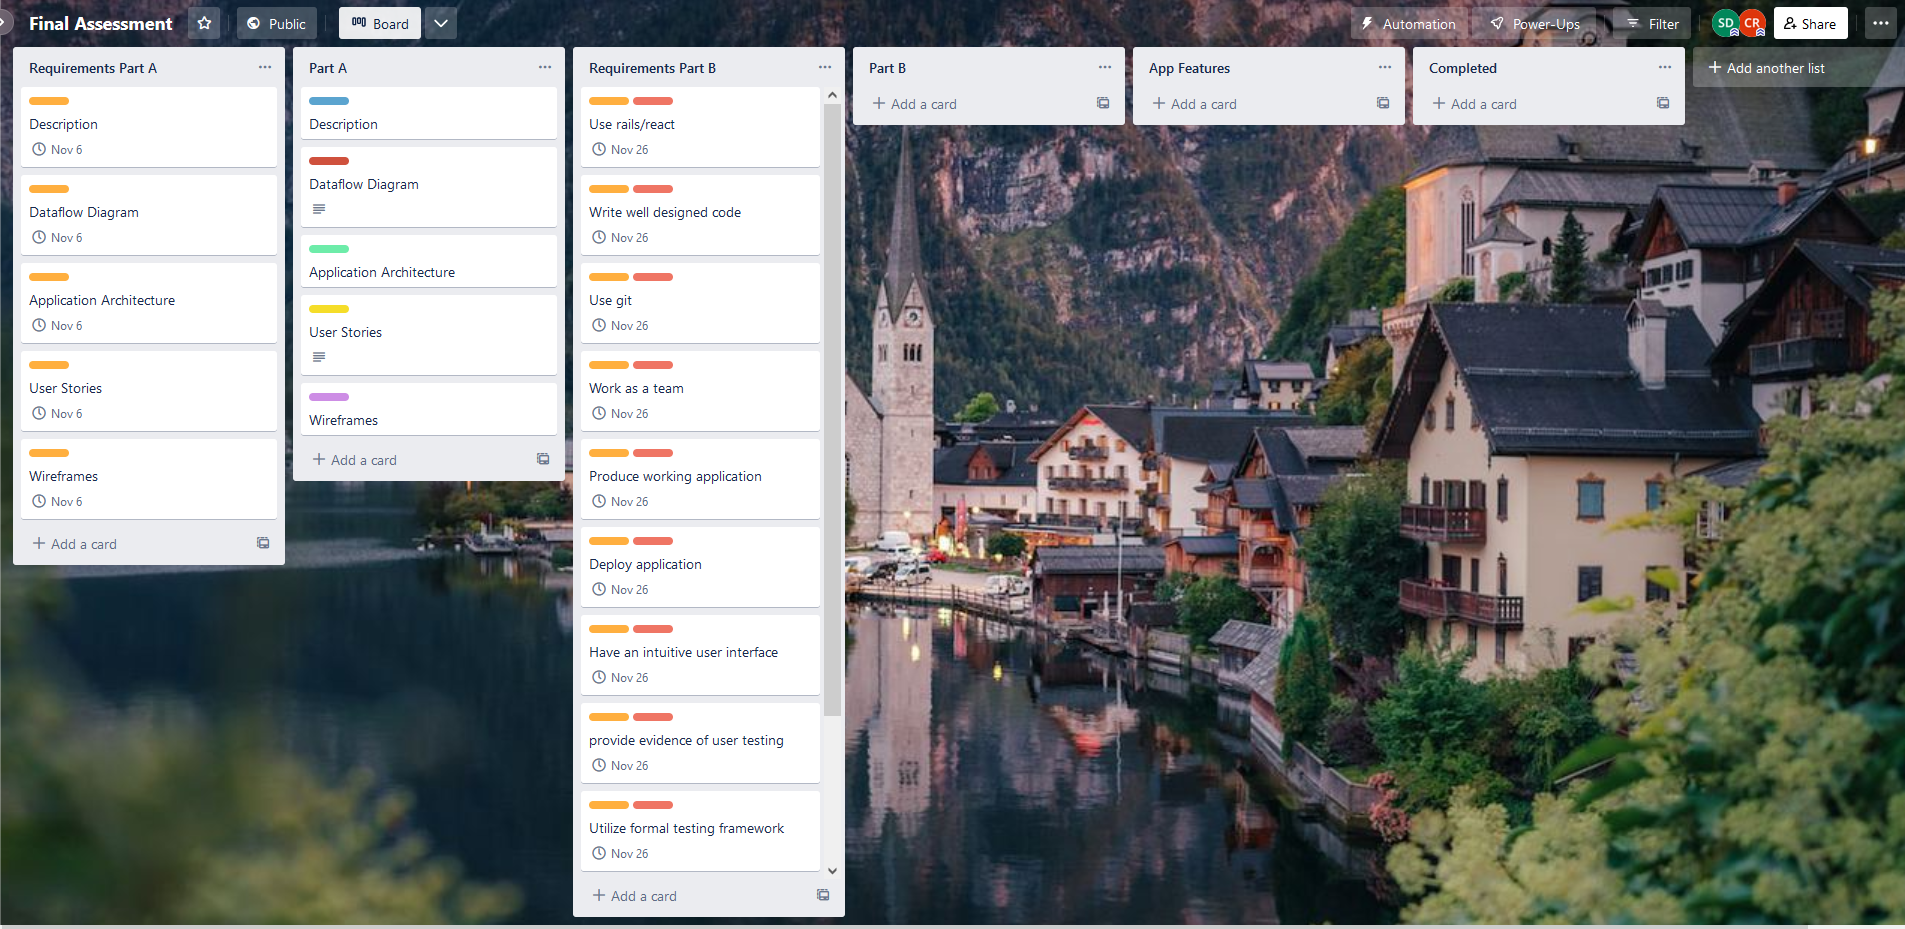 Final Assessment
Public
Board
Automation
Power-Ups
Filter
SD
CR
Share
Requirements Part A
Description
Nov 6
Dataflow Diagram
Nov 6
Application Architecture
Nov 6
User Stories
Nov 6
Wireframes
Nov 6
+ Add a card
Part A
Description
Dataflow Diagram
Application Architecture
User Stories
Wireframes
+ Add a card
Requirements Part B
Use rails/react
Nov 26
Write well designed code
Nov 26
Use git
Nov 26
Work as a team
Nov 26
Produce working application
Nov 26
Deploy application
Nov 26
Have an intuitive user interface
Nov 26
provide evidence of user testing
Nov 26
Utilize formal testing framework
Nov 26
+ Add a card
Part B
+ Add a card
App Features
+ Add a card
Completed
+ Add a card
+ Add another list